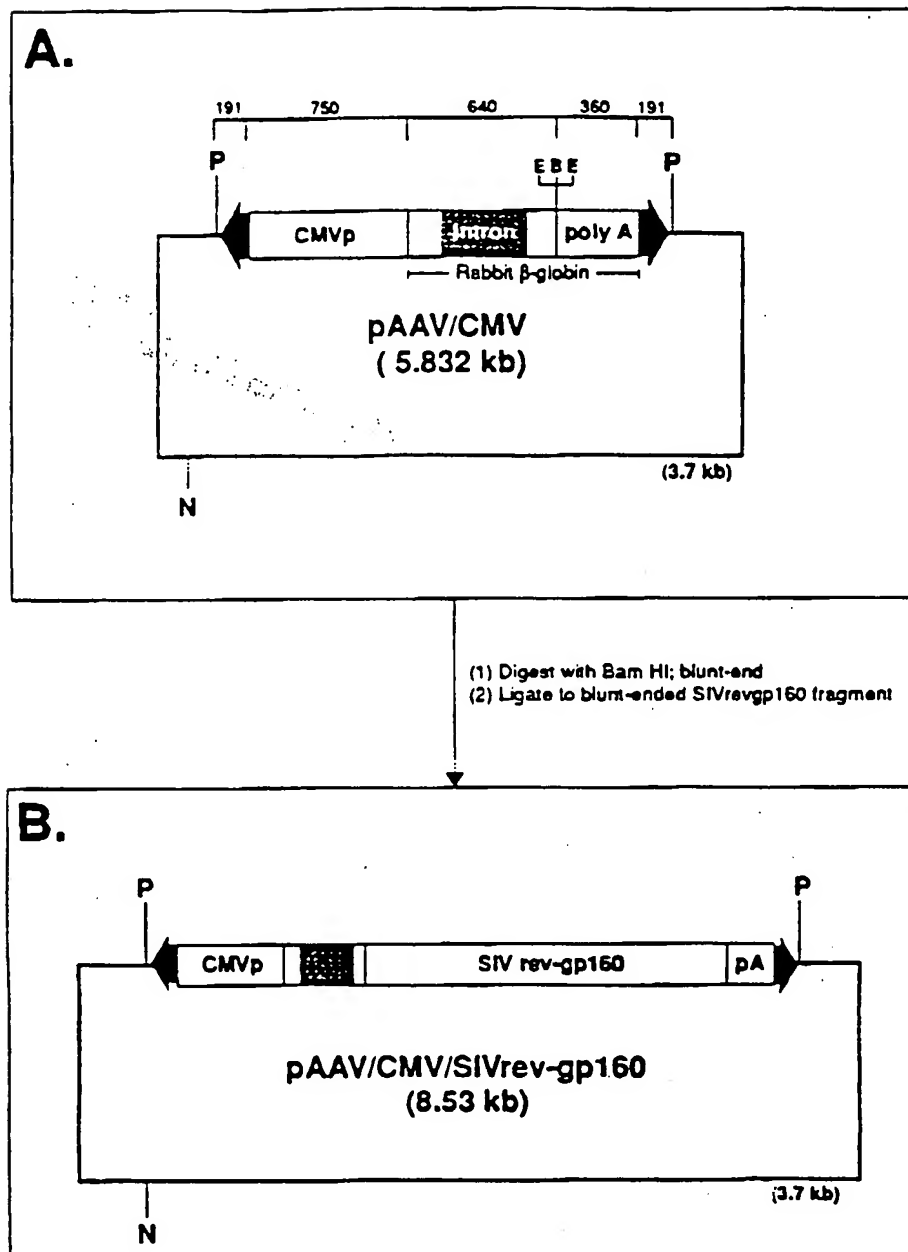 A.
191 750 640 360 191
P P
E B E
CMVp Intron poly A
Rabbit β-globin
pAAV/CMV
( 5.832 kb)
(3.7 kb)
N
(1) Digest with Bam HI; blunt-end
(2) Ligate to blunt-ended SIVrevgp160 fragment
B.
P P
CMVp SIV rev-gp160 pA
pAAV/CMV/SIVrev-gp160
(8.53 kb)
(3.7 kb)
N